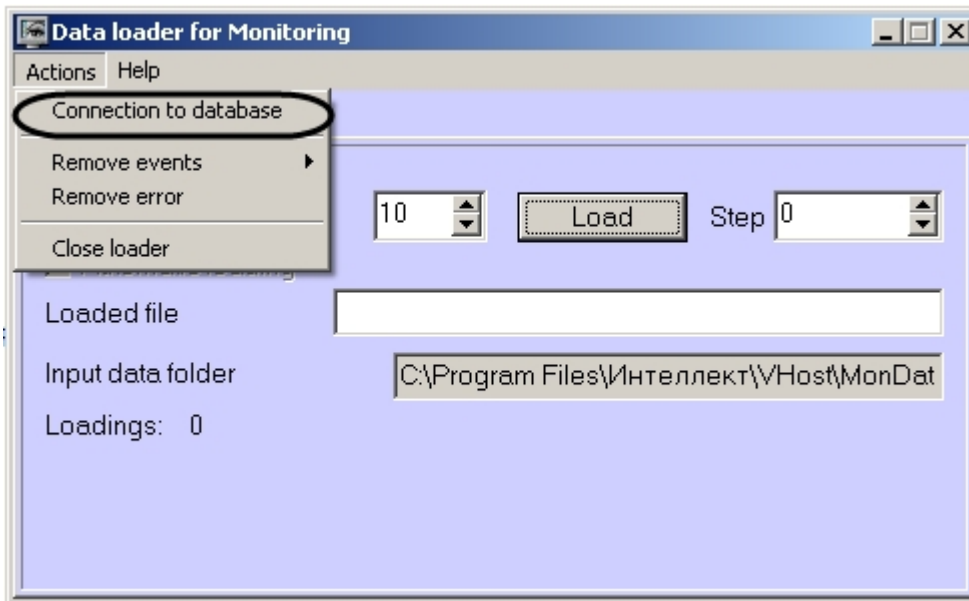 Data loader for Monitoring
Actions Help
Connection to database
Remove events
Remove error
Close loader
10 Load Step 0
Loaded file
Input data folder C:\Program Files\Интеллект\VHost\MonDat
Loadings: 0